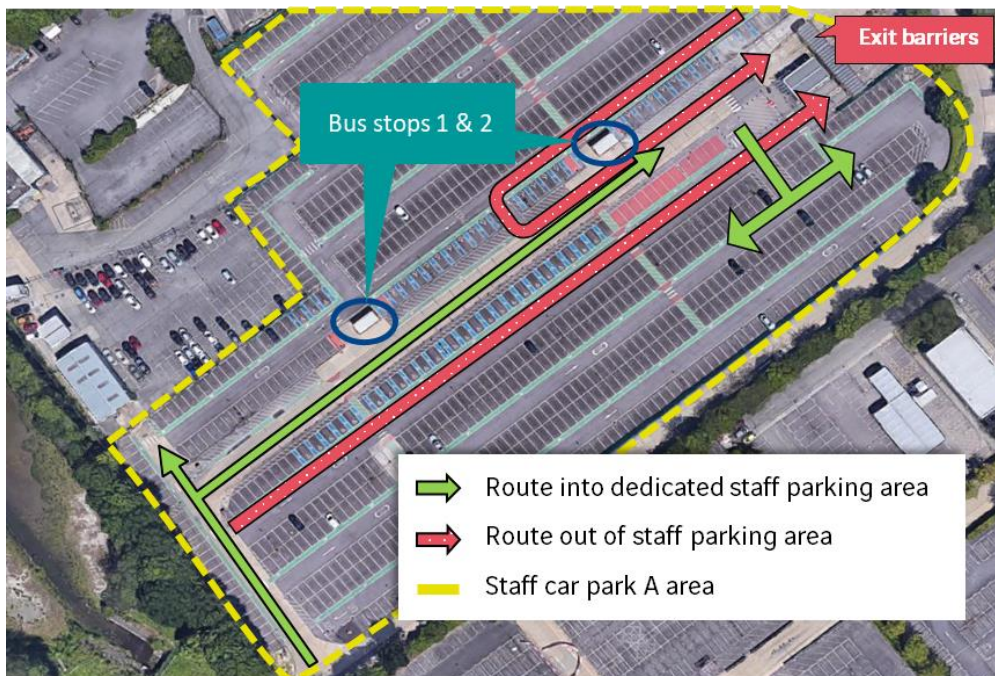 Exit barriers
Bus stops 1 & 2
Route into dedicated staff parking area
Route out of staff parking area
Staff car park A area